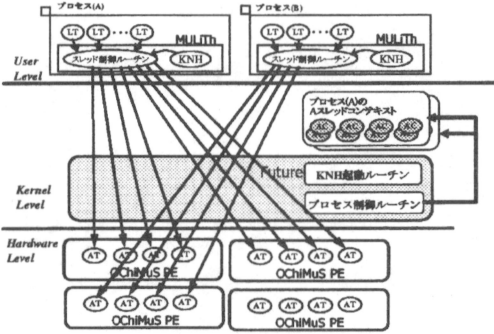 プロセス(A)
プロセス(B)
LT LT ... LT
LT LT ... LT
MULiTh
MULiTh
スレッド制御ルーチン
KNH
スレッド制御ルーチン
KNH
User
Level
プロセス(A)の
Aスレッドコンテキスト
AC AC AC AC
Future
KNH起動ルーチン
プロセス制御ルーチン
Kernel
Level
Hardware
Level
AT AT AT AT
OChiMuS PE
AT AT AT AT
OChiMuS PE
AT AT AT AT
OChiMuS PE
AT AT AT AT
OChiMuS PE